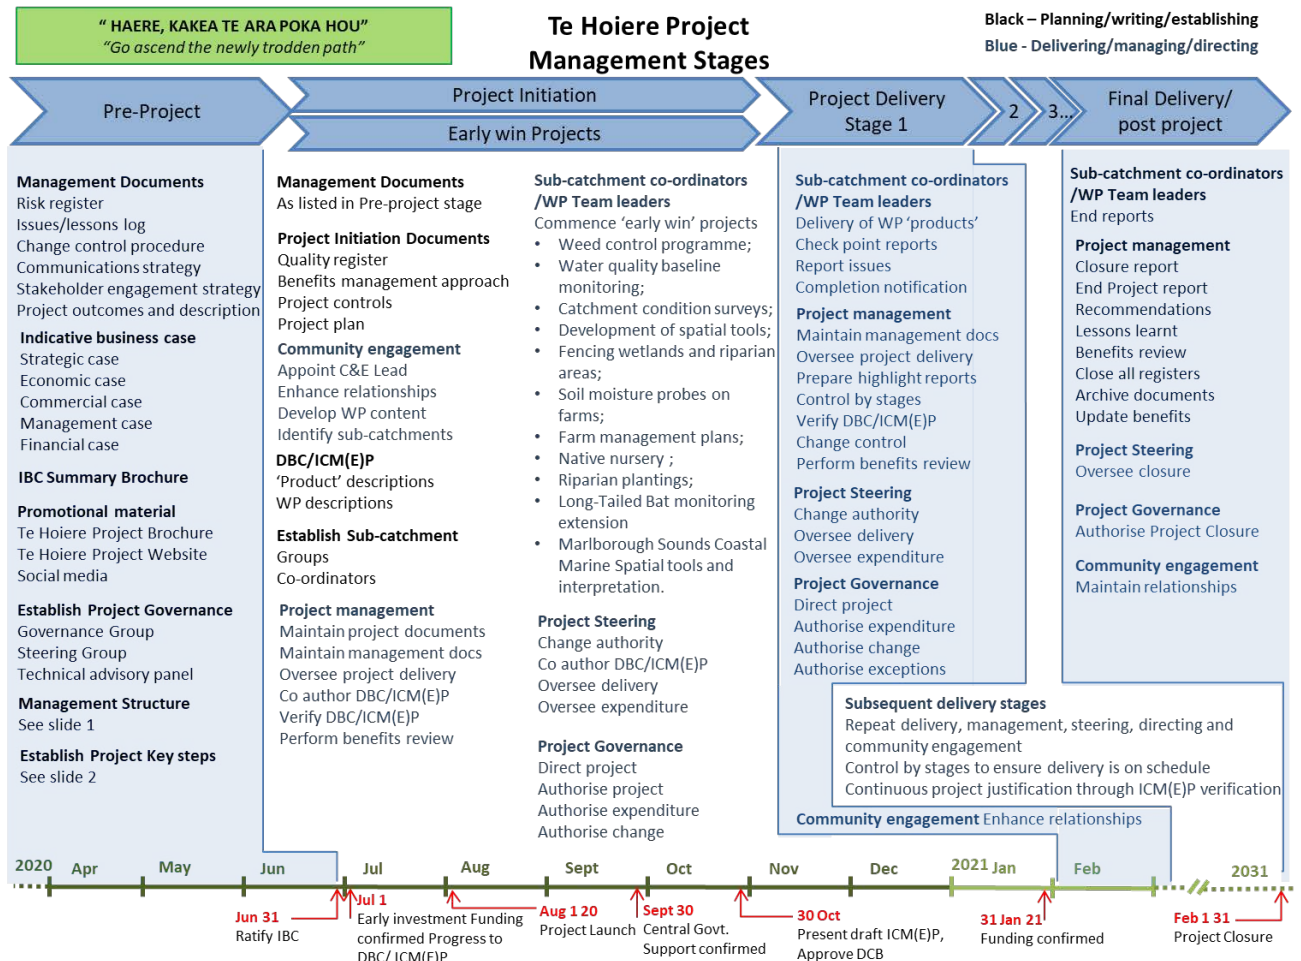 “ HAERE, KAKEA TE ARA POKA HOU”
“Go ascend the newly trodden path”
Te Hoiere Project
Management Stages
Black – Planning/writing/establishing
Blue - Delivering/managing/directing
Pre-Project
Project Initiation
Early win Projects
Project Delivery
Stage 1
2
3...
Final Delivery/
post project
Management Documents
Risk register
Issues/lessons log
Change control procedure
Communications strategy
Stakeholder engagement strategy
Project outcomes and description
Indicative business case
Strategic case
Economic case
Commercial case
Management case
Financial case
IBC Summary Brochure
Promotional material
Te Hoiere Project Brochure
Te Hoiere Project Website
Social media
Establish Project Governance
Governance Group
Steering Group
Technical advisory panel
Management Structure
See slide 1
Establish Project Key steps
See slide 2
Management Documents
As listed in Pre-project stage
Project Initiation Documents
Quality register
Benefits management approach
Project controls
Project plan
Community engagement
Appoint C&E Lead
Enhance relationships
Develop WP content
Identify sub-catchments
DBC/ICM(E)P
‘Product’ descriptions
WP descriptions
Establish Sub-catchment
Groups
Co-ordinators
Project management
Maintain project documents
Maintain management docs
Oversee project delivery
Co author DBC/ICM(E)P
Verify DBC/ICM(E)P
Perform benefits review
Sub-catchment co-ordinators
/WP Team leaders
Commence ‘early win’ projects
• Weed control programme;
• Water quality baseline
monitoring;
• Catchment condition surveys;
• Development of spatial tools;
• Fencing wetlands and riparian
areas;
• Soil moisture probes on
farms;
• Farm management plans;
• Native nursery ;
• Riparian plantings;
• Long-Tailed Bat monitoring
extension
• Marlborough Sounds Coastal
Marine Spatial tools and
interpretation.
Project Steering
Change authority
Co author DBC/ICM(E)P
Oversee delivery
Oversee expenditure
Project Governance
Direct project
Authorise project
Authorise expenditure
Authorise change
Sub-catchment co-ordinators
/WP Team leaders
Delivery of WP ‘products’
Check point reports
Report issues
Completion notification
Project management
Maintain management docs
Oversee project delivery
Prepare highlight reports
Control by stages
Verify DBC/ICM(E)P
Change control
Perform benefits review
Project Steering
Change authority
Oversee delivery
Oversee expenditure
Project Governance
Direct project
Authorise expenditure
Authorise change
Authorise exceptions
Sub-catchment co-ordinators
/WP Team leaders
End reports
Project management
Closure report
End Project report
Recommendations
Lessons learnt
Benefits review
Close all registers
Archive documents
Update benefits
Project Steering
Oversee closure
Project Governance
Authorise Project Closure
Community engagement
Maintain relationships
Subsequent delivery stages
Repeat delivery, management, steering, directing and
community engagement
Control by stages to ensure delivery is on schedule
Continuous project justification through ICM(E)P verification
Community engagement Enhance relationships
2020 Apr May Jun Jul Aug Sept Oct Nov Dec 2021 Jan Feb 2031
Jun 31
Ratify IBC
Jul 1
Early investment Funding
confirmed Progress to
DBC/ ICM(E)P
Aug 1 20
Project Launch
Sept 30
Central Govt.
Support confirmed
30 Oct
Present draft ICM(E)P,
Approve DCB
31 Jan 21
Funding confirmed
Feb 1 31
Project Closure